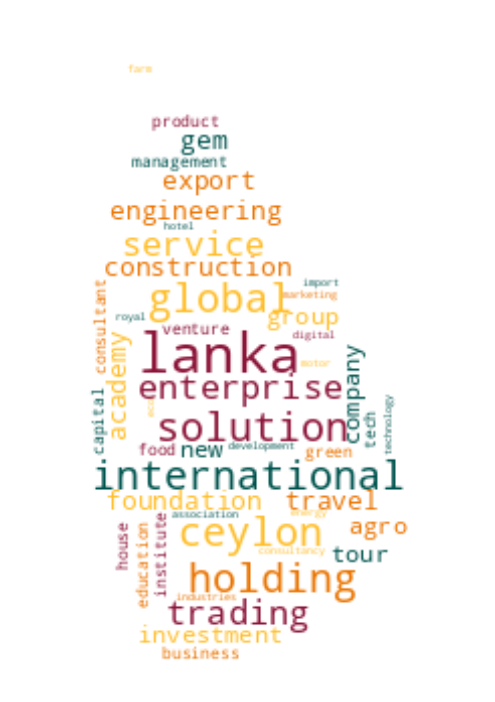 farm
product
gem
management
export
engineering
hotel
service
construction
consultant
import
global
marketing
royal
group
venture
digital
lanka
academy
motor
company
enterprise
capital
eco
tech
technology
solution
food
new
development
green
international
foundation
travel
association
energy
ceylon
agro
house
education
institute
consultancy
tour
holding
industries
trading
investment
business